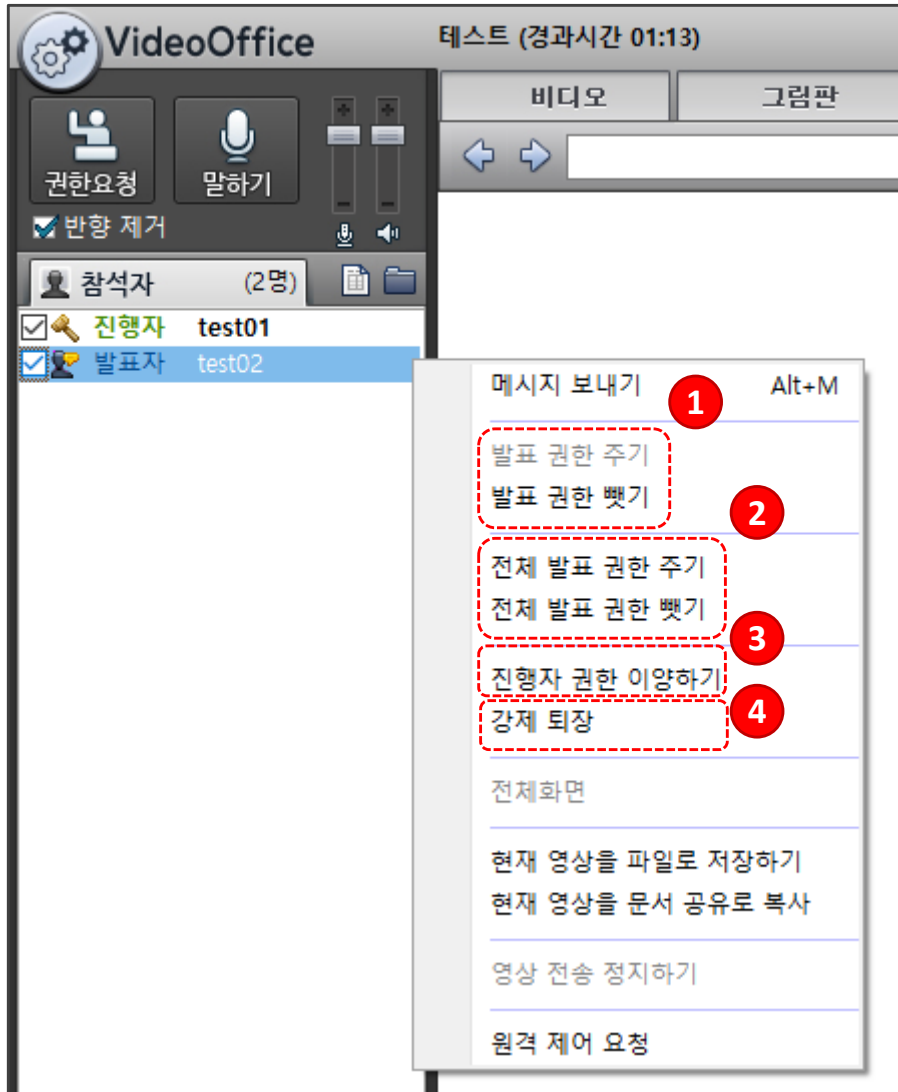 VideoOffice
테스트 (경과시간 01:13)
비디오
그림판
권한요청
말하기
반향 제거
참석자 (2명)
진행자 test01
발표자 test02
메시지 보내기 Alt+M
1
발표 권한 주기
발표 권한 뺏기
2
전체 발표 권한 주기
전체 발표 권한 뺏기
3
진행자 권한 이양하기
4
강제 퇴장
전체화면
현재 영상을 파일로 저장하기
현재 영상을 문서 공유로 복사
영상 전송 정지하기
원격 제어 요청